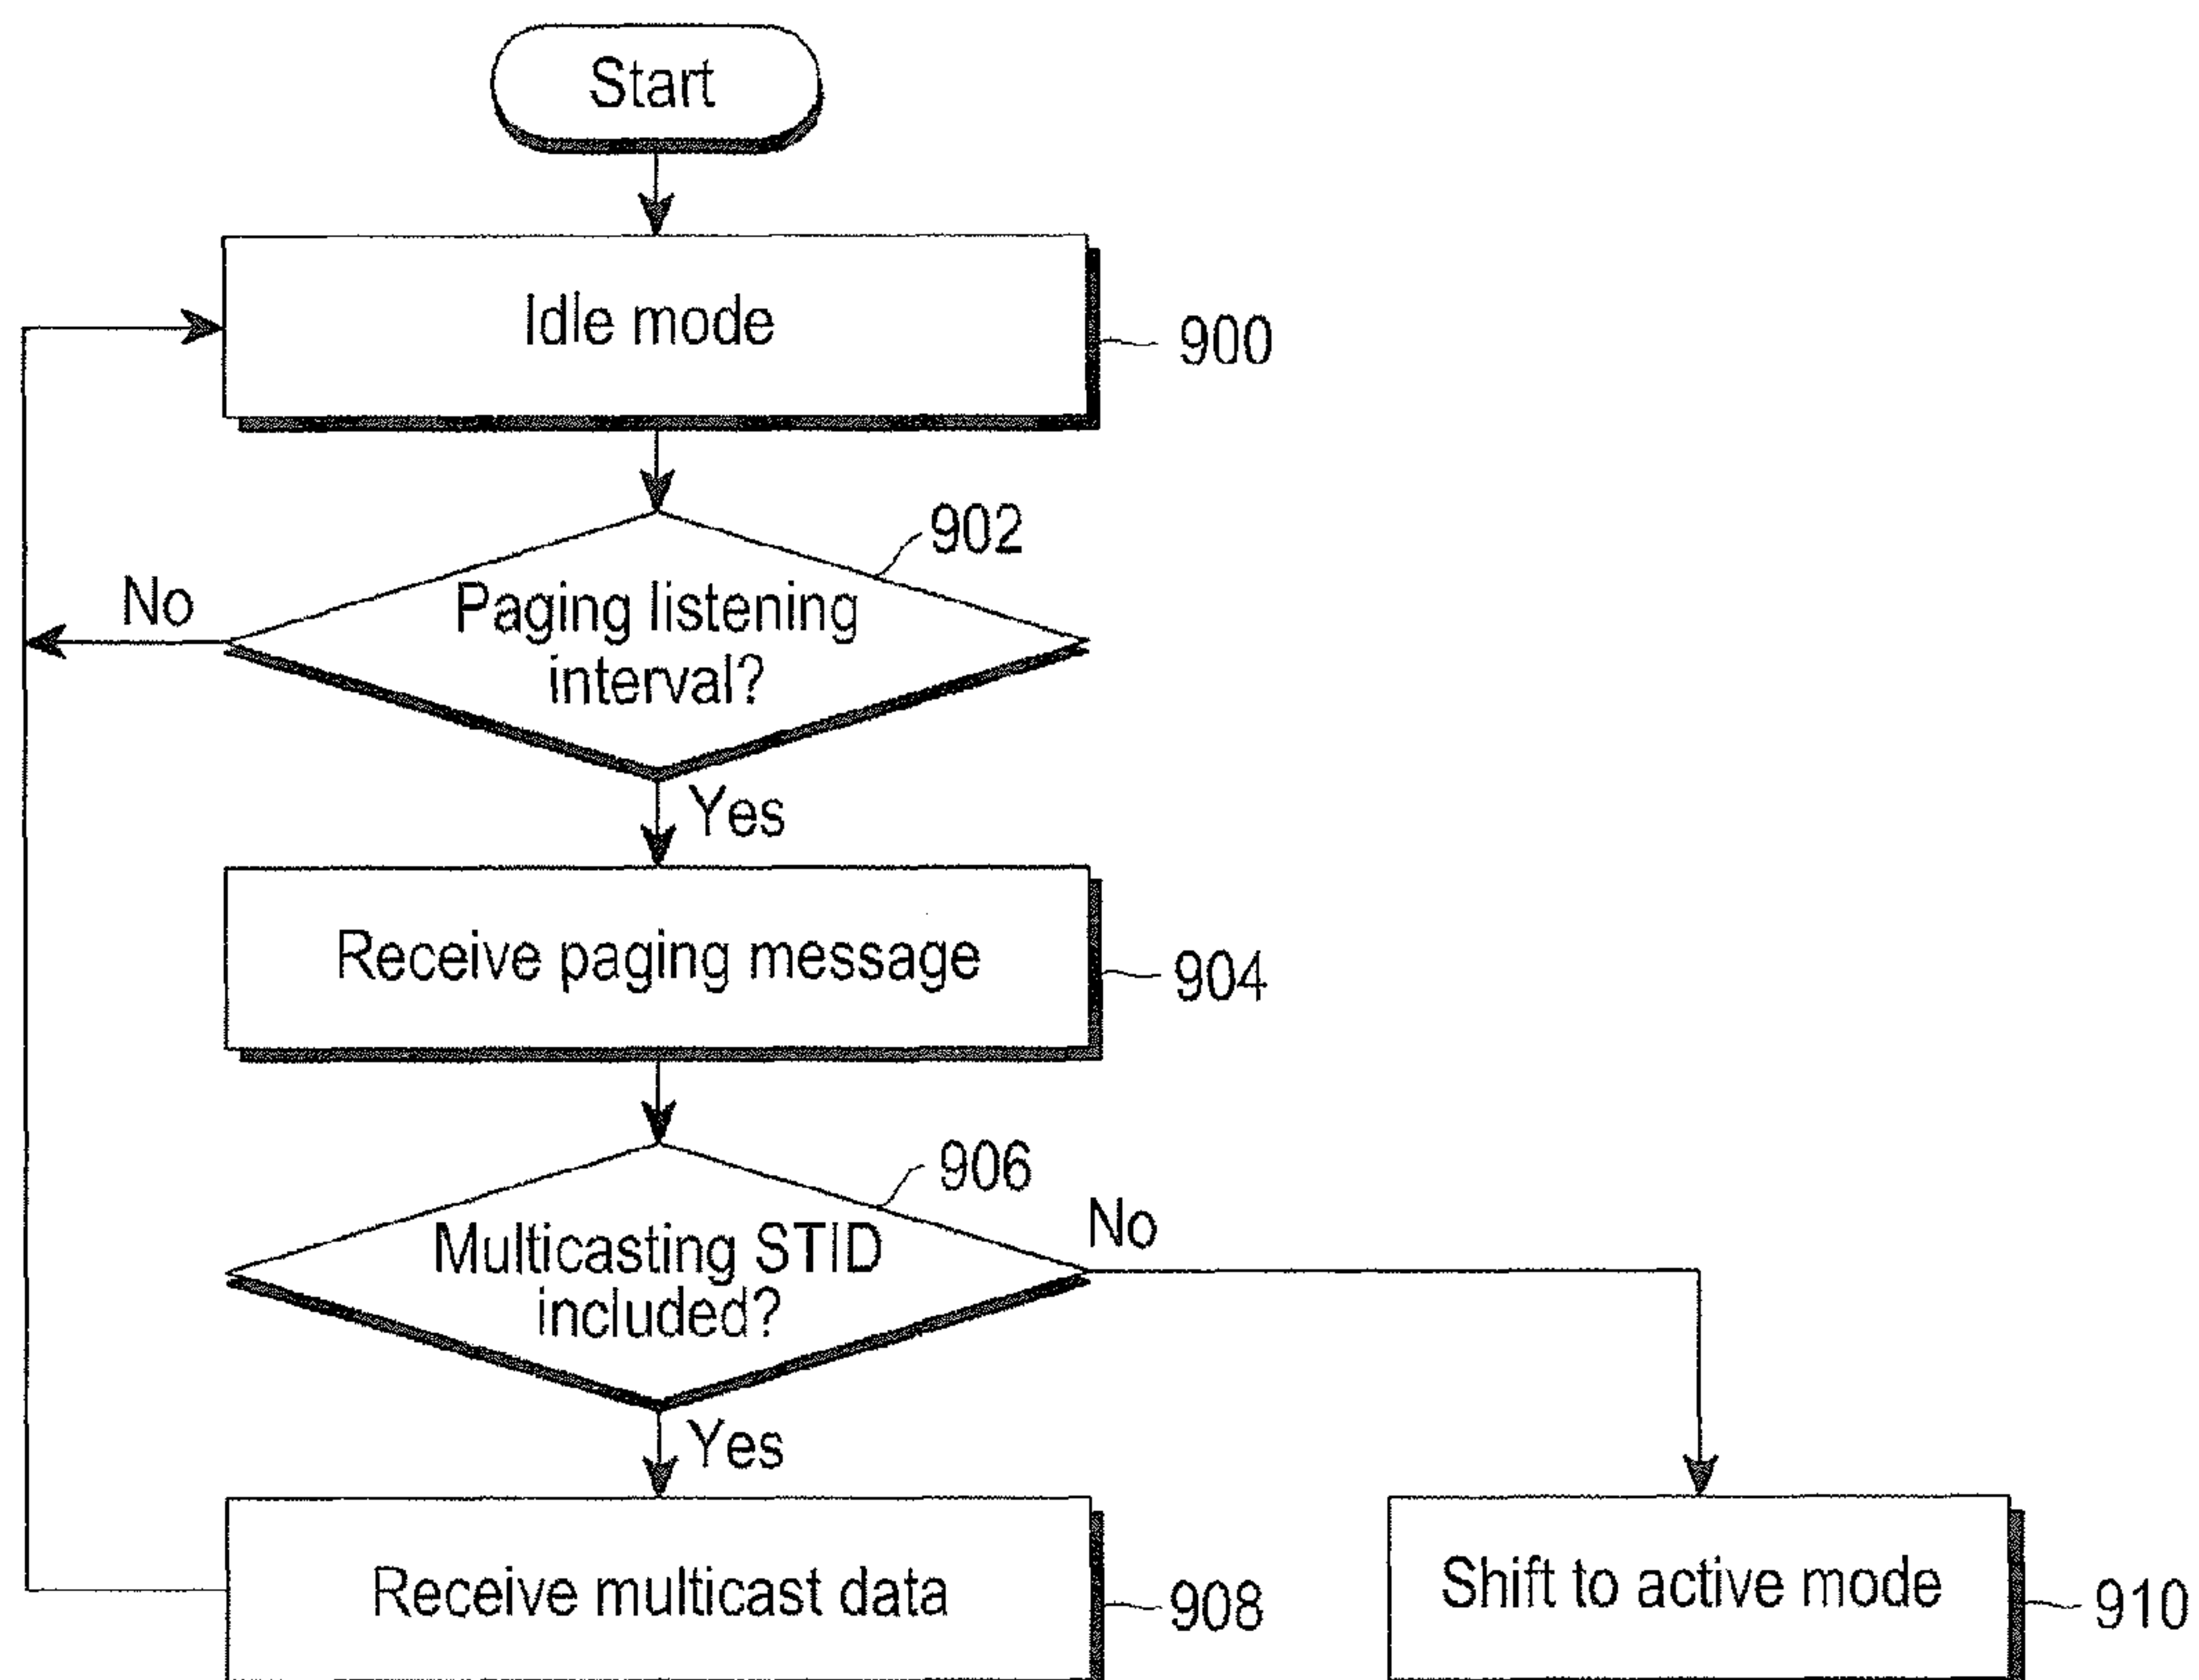 Start
Idle mode
900
902
Paging listening
interval?
No
Yes
Receive paging message
904
906
Multicasting STID
included?
No
Yes
Receive multicast data
908
Shift to active mode
910